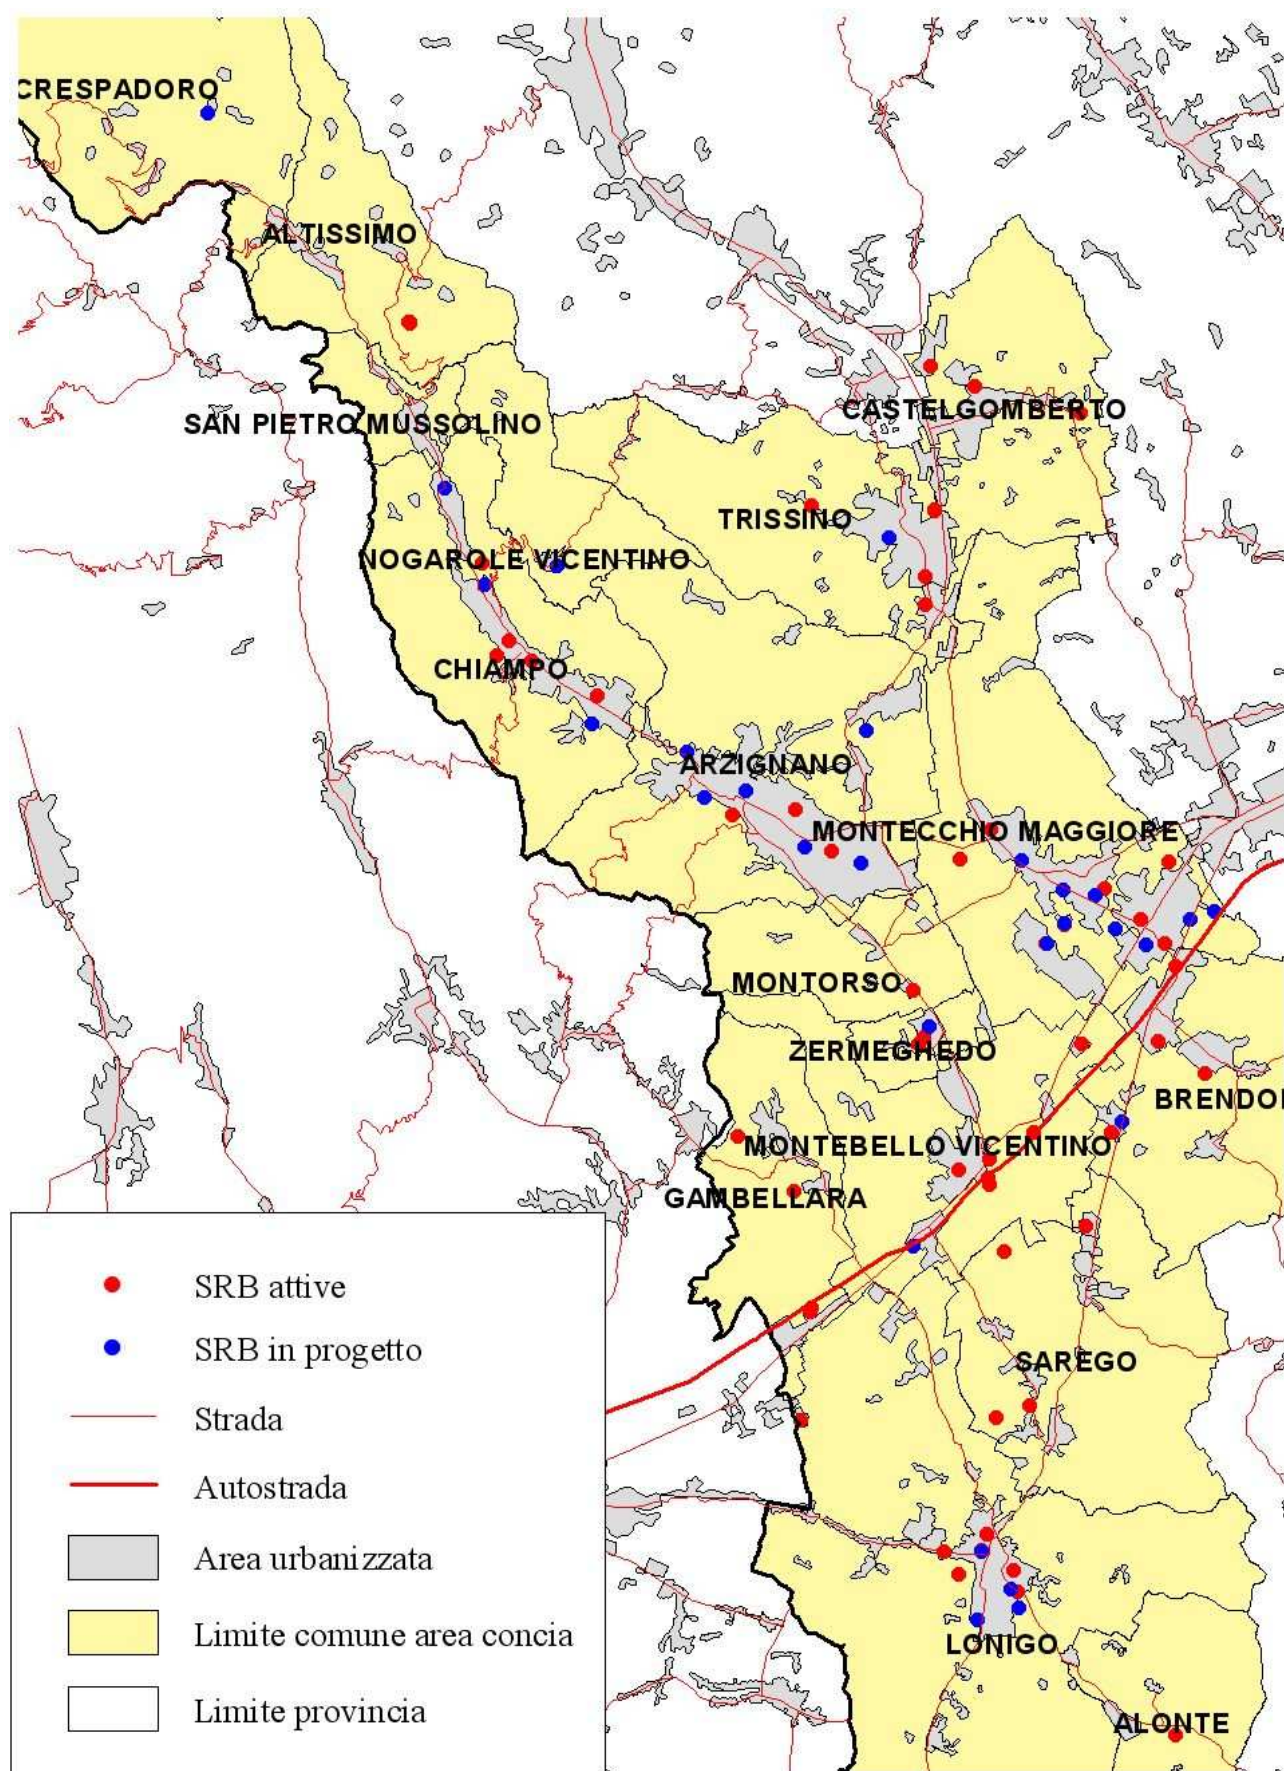 CRESPADORO
ALTISSIMO
CASTELGOMBERTO
SAN PIETRO MUSSOLINO
TRISSINO
NOGAROLE VICENTINO
CHIAMPO
ARZIGNANO
MONTECCHIO MAGGIORE
MONTORSO
ZERMEGHEDO
BRENDO
MONTEBELLO VICENTINO
GAMBELLARA
SAREGO
LONIGO
ALONTE
SRB attive
SRB in progetto
Strada
Autostrada
Area urbanizzata
Limite comune area concia
Limite provincia